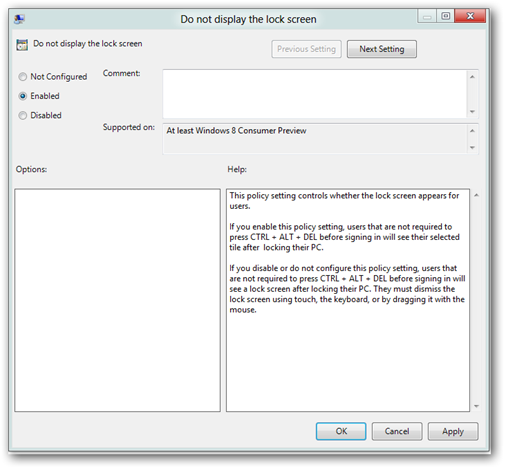 Do not display the lock screen
Do not display the lock screen
Previous Setting
Next Setting
Not Configured
Comment:
Enabled
Disabled
Supported on:
At least Windows 8 Consumer Preview
Options:
Help:
This policy setting controls whether the lock screen appears for
users.
If you enable this policy setting, users that are not required to
press CTRL + ALT + DEL before signing in will see their selected
tile after  locking their PC.
If you disable or do not configure this policy setting, users that
are not required to press CTRL + ALT + DEL before signing in will
see a lock screen after locking their PC. They must dismiss the
lock screen using touch, the keyboard, or by dragging it with the
mouse.
OK
Cancel
Apply